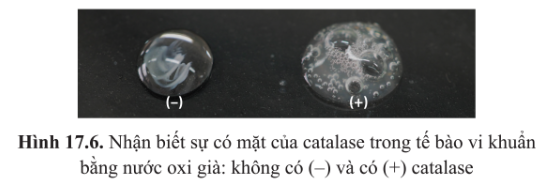 (–) (+)
Hình 17.6. Nhận biết sự có mặt của catalase trong tế bào vi khuẩn
bằng nước oxi già: không có (–) và có (+) catalase